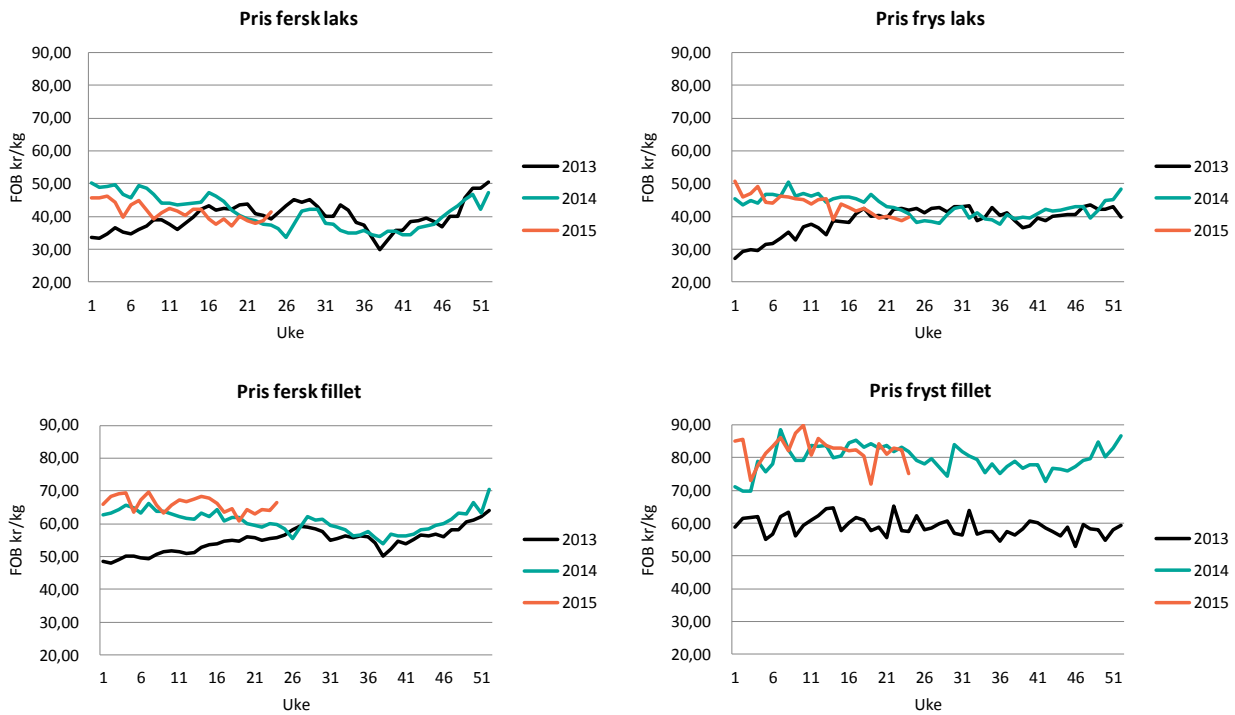 Pris fersk laks
90,00
80,00
70,00
60,00
50,00
40,00
30,00
20,00
FOB kr/kg
1 6 11 16 21 26 31 36 41 46 51
Uke
2013
2014
2015
Pris frys laks
90,00
80,00
70,00
60,00
50,00
40,00
30,00
20,00
FOB kr/kg
1 6 11 16 21 26 31 36 41 46 51
Uke
2013
2014
2015
Pris fersk fillet
90,00
80,00
70,00
60,00
50,00
40,00
30,00
20,00
FOB kr/kg
1 6 11 16 21 26 31 36 41 46 51
Uke
2013
2014
2015
Pris fryst fillet
90,00
80,00
70,00
60,00
50,00
40,00
30,00
20,00
FOB kr/kg
1 6 11 16 21 26 31 36 41 46 51
Uke
2013
2014
2015